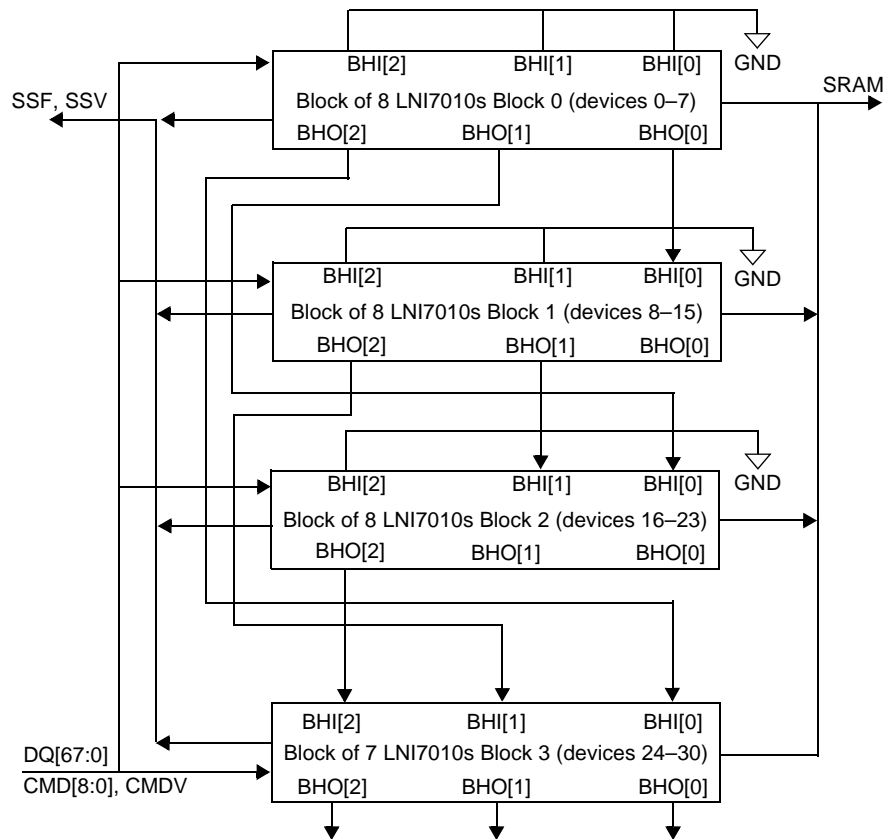 BHI[2] BHI[1] BHI[0] GND
SSF, SSV
Block of 8 LNI7010s Block 0 (devices 0–7)
SRAM
BHO[2] BHO[1] BHO[0]
BHI[2] BHI[1] BHI[0] GND
Block of 8 LNI7010s Block 1 (devices 8–15)
BHO[2] BHO[1] BHO[0]
BHI[2] BHI[1] BHI[0] GND
Block of 8 LNI7010s Block 2 (devices 16–23)
BHO[2] BHO[1] BHO[0]
BHI[2] BHI[1] BHI[0]
DQ[67:0]
Block of 7 LNI7010s Block 3 (devices 24–30)
CMD[8:0], CMDV
BHO[2] BHO[1] BHO[0]